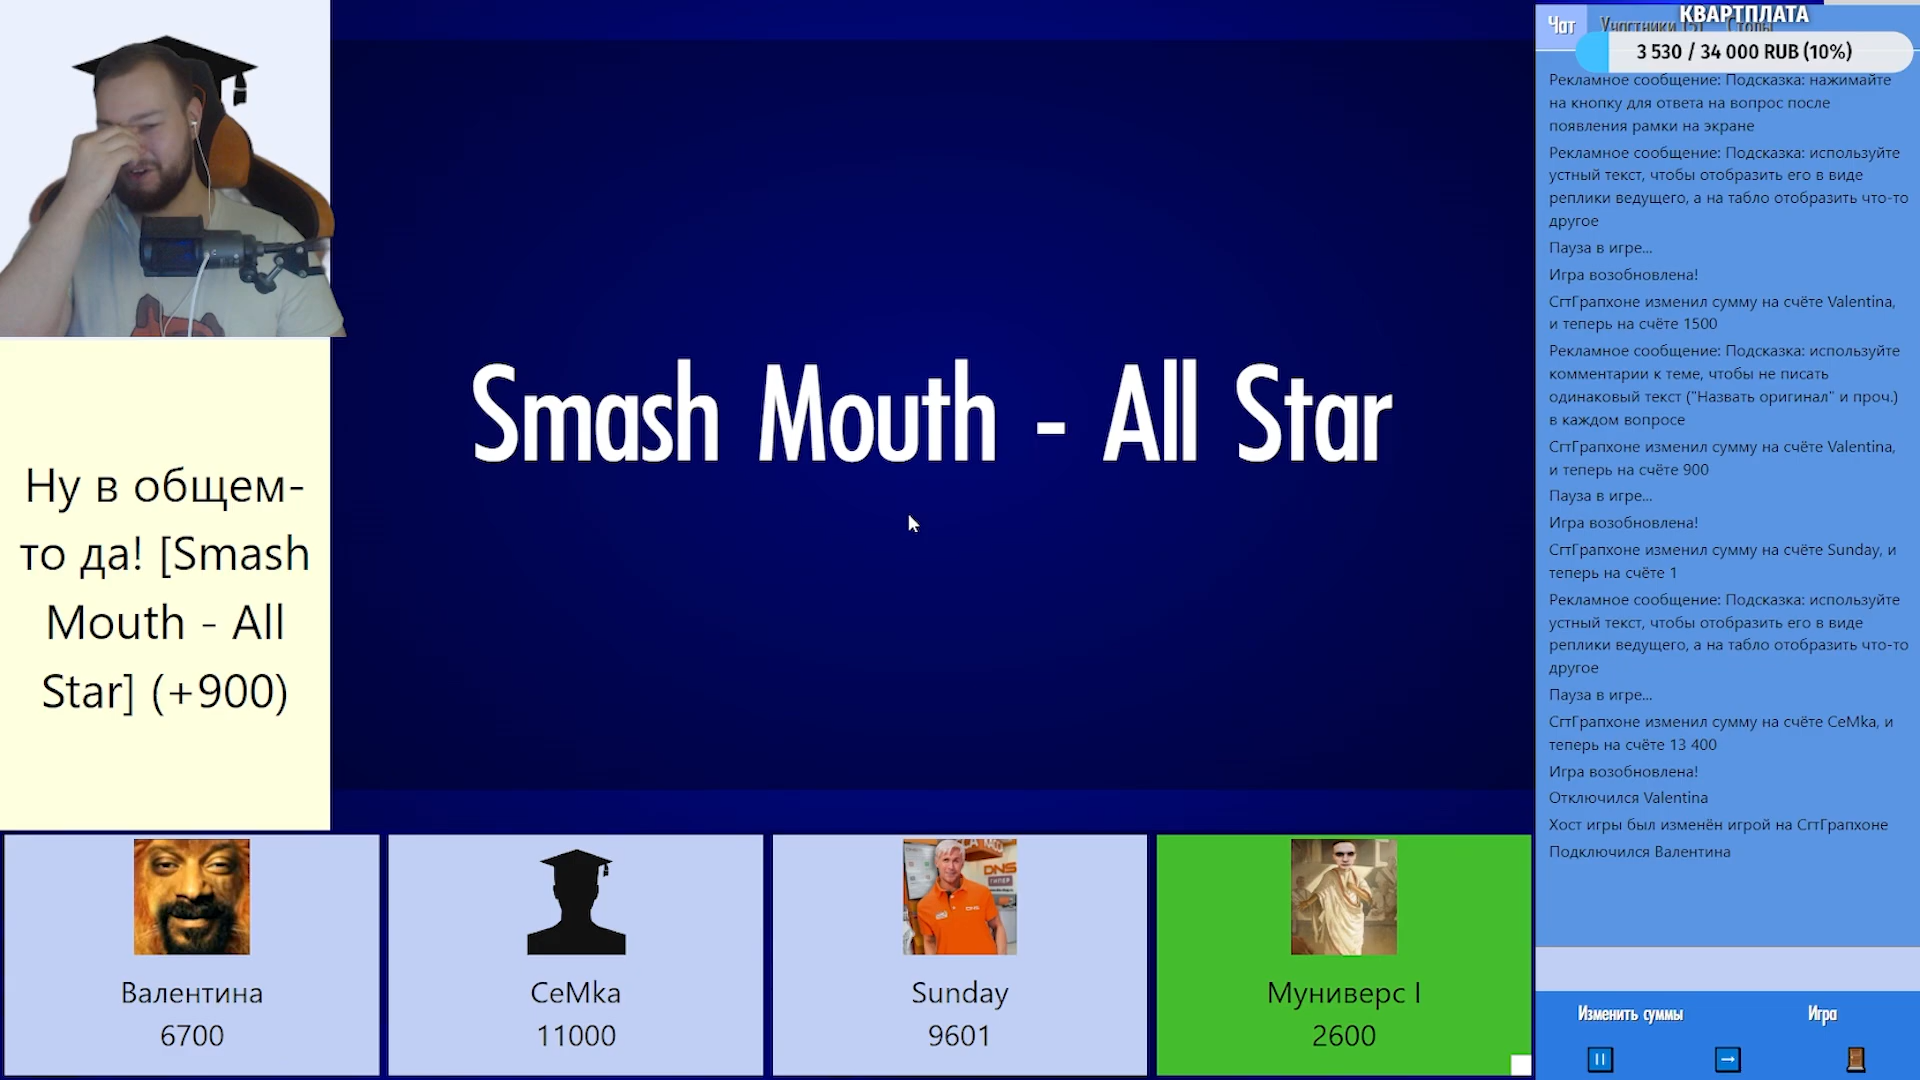 Smash Mouth - All Star
Ну в общем-
то да! [Smash
Mouth - All
Star] (+900)
Валентина
6700
CeMka
11000
Sunday
9601
Муниверс I
2600
DNS
ГИПЕР
КВАРТПЛАТА
Чат
Участники (5)
Столы
3 530 / 34 000 RUB (10%)
Рекламное сообщение: Подсказка: нажимайте
на кнопку для ответа на вопрос после
появления рамки на экране
Рекламное сообщение: Подсказка: используйте
устный текст, чтобы отобразить его в виде
реплики ведущего, а на табло отобразить что-то
другое
Пауза в игре...
Игра возобновлена!
СгтГрапхоне изменил сумму на счёте Valentina,
и теперь на счёте 1500
Рекламное сообщение: Подсказка: используйте
комментарии к теме, чтобы не писать
одинаковый текст ("Назвать оригинал" и проч.)
в каждом вопросе
СгтГрапхоне изменил сумму на счёте Valentina,
и теперь на счёте 900
Пауза в игре...
Игра возобновлена!
СгтГрапхоне изменил сумму на счёте Sunday, и
теперь на счёте 1
Рекламное сообщение: Подсказка: используйте
устный текст, чтобы отобразить его в виде
реплики ведущего, а на табло отобразить что-то
другое
Пауза в игре...
СгтГрапхоне изменил сумму на счёте CeMka, и
теперь на счёте 13 400
Игра возобновлена!
Отключился Valentina
Хост игры был изменён игрой на СгтГрапхоне
Подключился Валентина
Изменить суммы
Игра